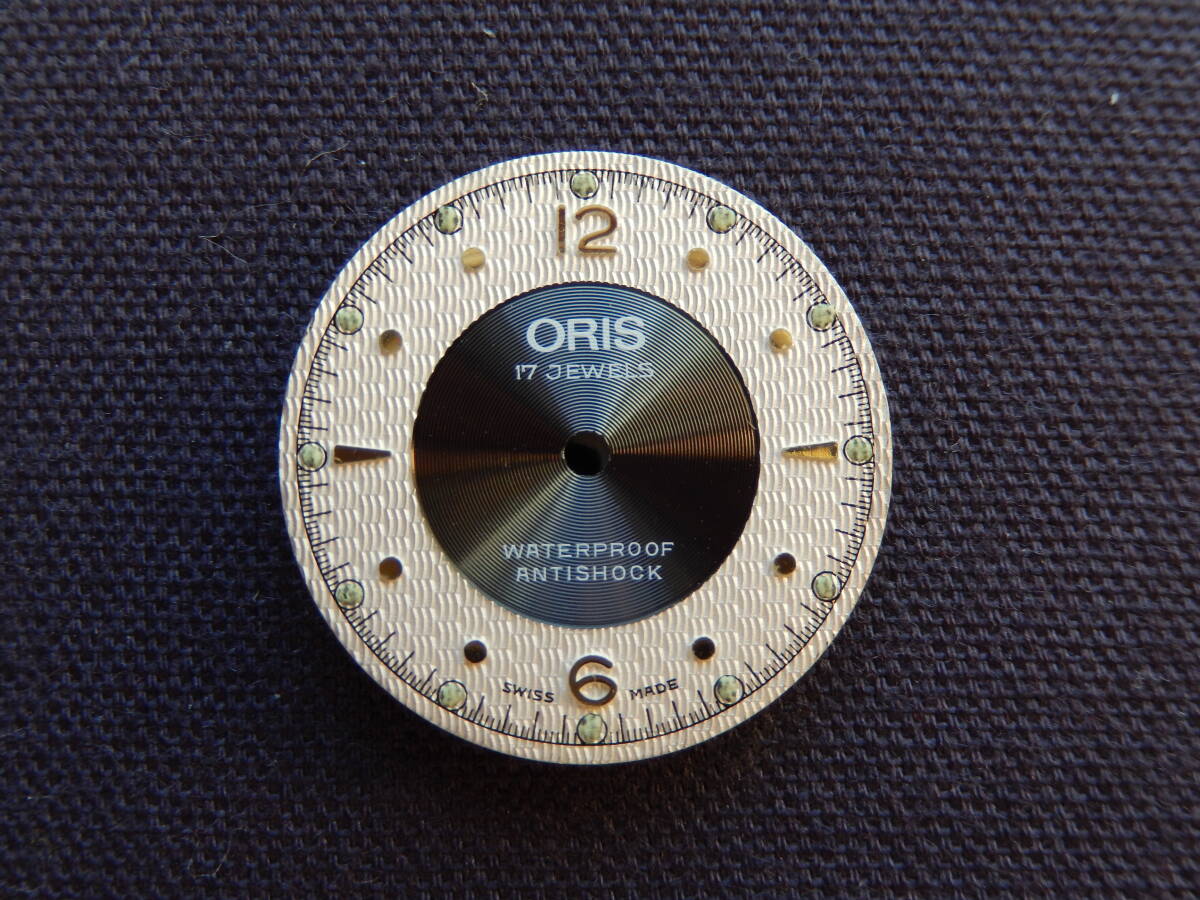 12
ORIS
17 JEWELS
WATERPROOF
ANTISHOCK
SWISS 6 MADE